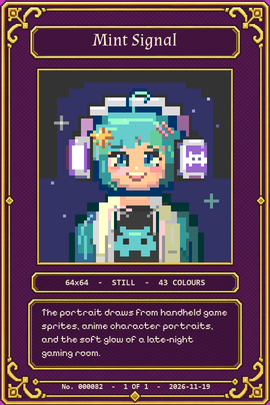 Mint Signal
64x64 - STILL - 43 COLOURS
The portrait draws from handheld game
sprites, anime character portraits,
and the soft glow of a late-night
gaming room.
No. 000082 - 1 OF 1 - 2026-11-19